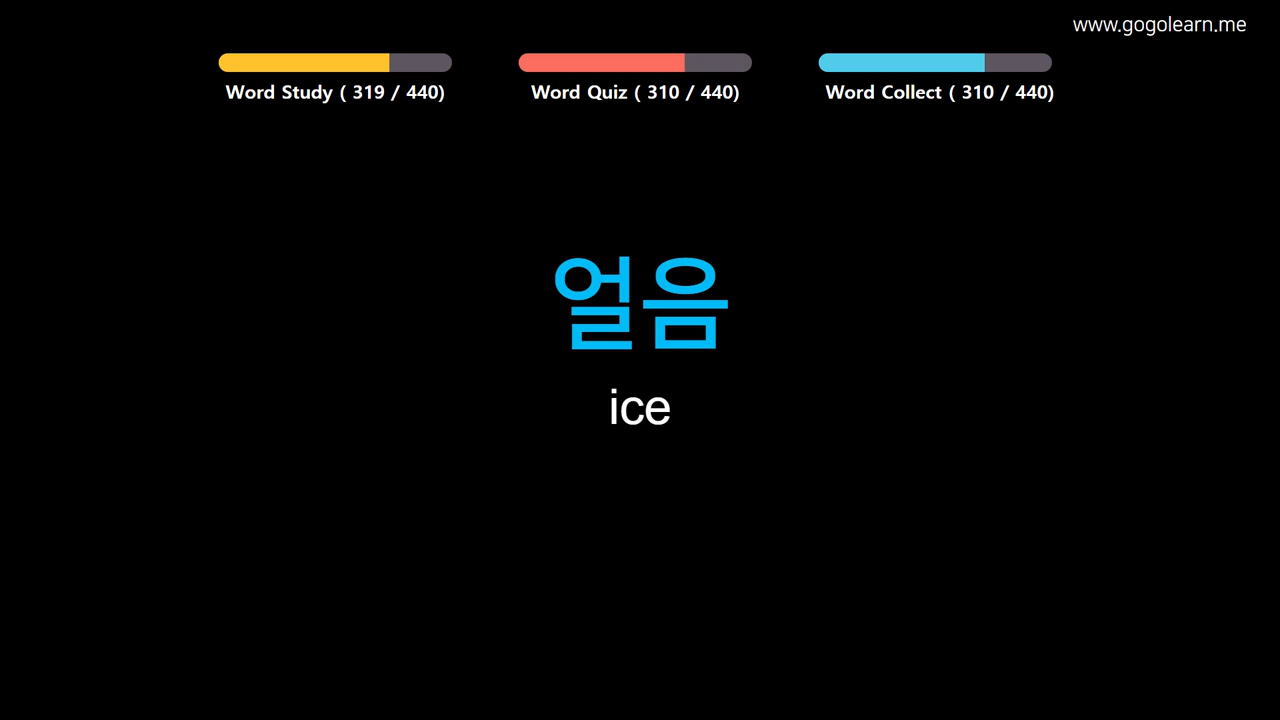 www.gogolearn.me
Word Study ( 319 / 440)
Word Quiz ( 310 / 440)
Word Collect ( 310 / 440)
얼음
ice